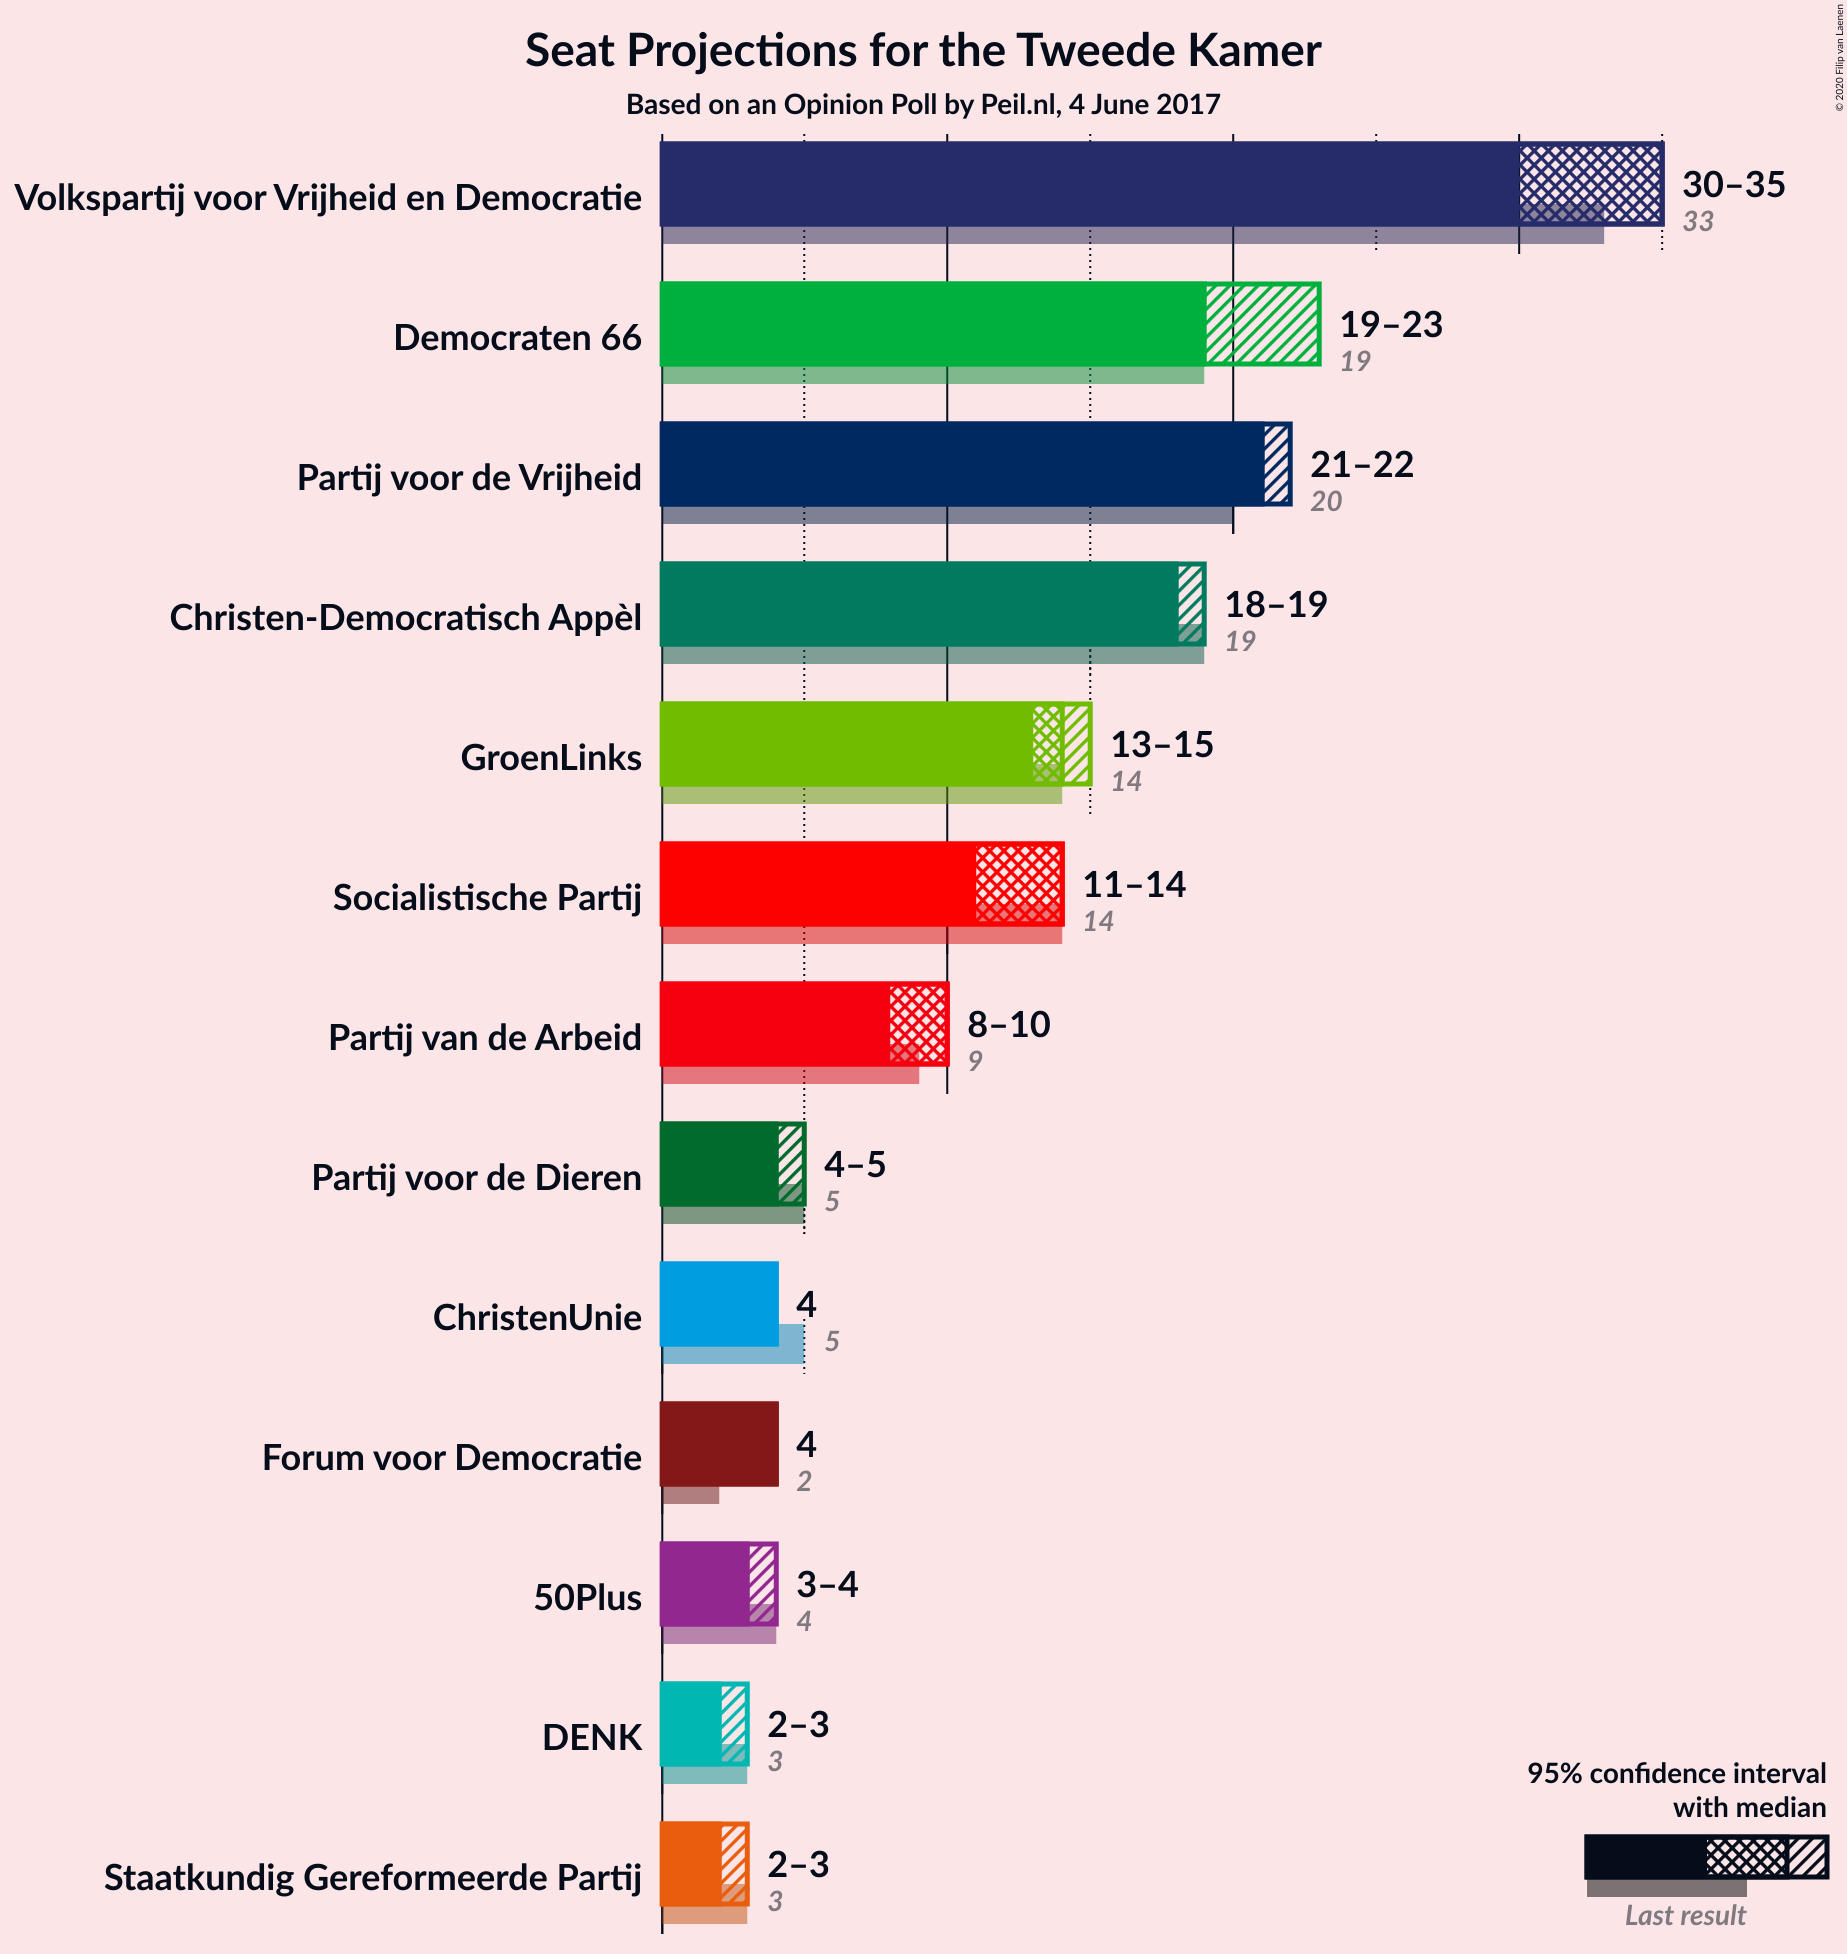 Seat Projections for the Tweede Kamer
Based on an Opinion Poll by Peil.nl, 4 June 2017
© 2020 Filip van Laenen
Volkspartij voor Vrijheid en Democratie
30–35
33
Democraten 66
19–23
19
Partij voor de Vrijheid
21–22
20
Christen-Democratisch Appèl
18–19
19
GroenLinks
13–15
14
Socialistische Partij
11–14
14
Partij van de Arbeid
8–10
9
Partij voor de Dieren
4–5
5
ChristenUnie
4
5
Forum voor Democratie
4
2
50Plus
3–4
4
DENK
2–3
3
Staatkundig Gereformeerde Partij
2–3
3
95% confidence interval
with median
Last result